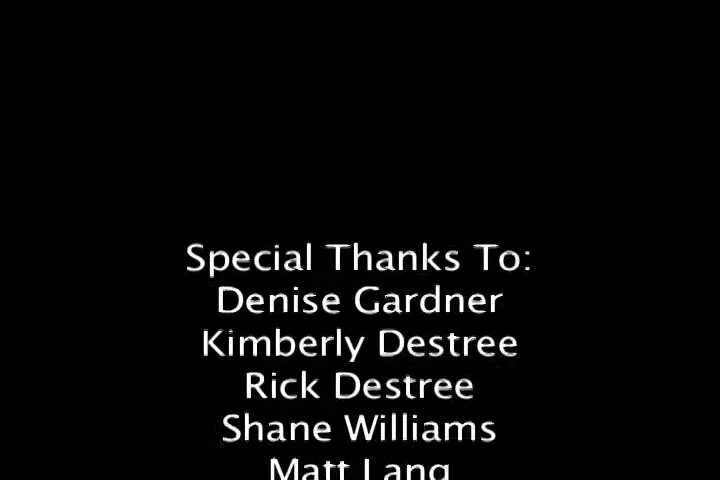 Special Thanks To:
Denise Gardner
Kimberly Destree
Rick Destree
Shane Williams
Matt Lang